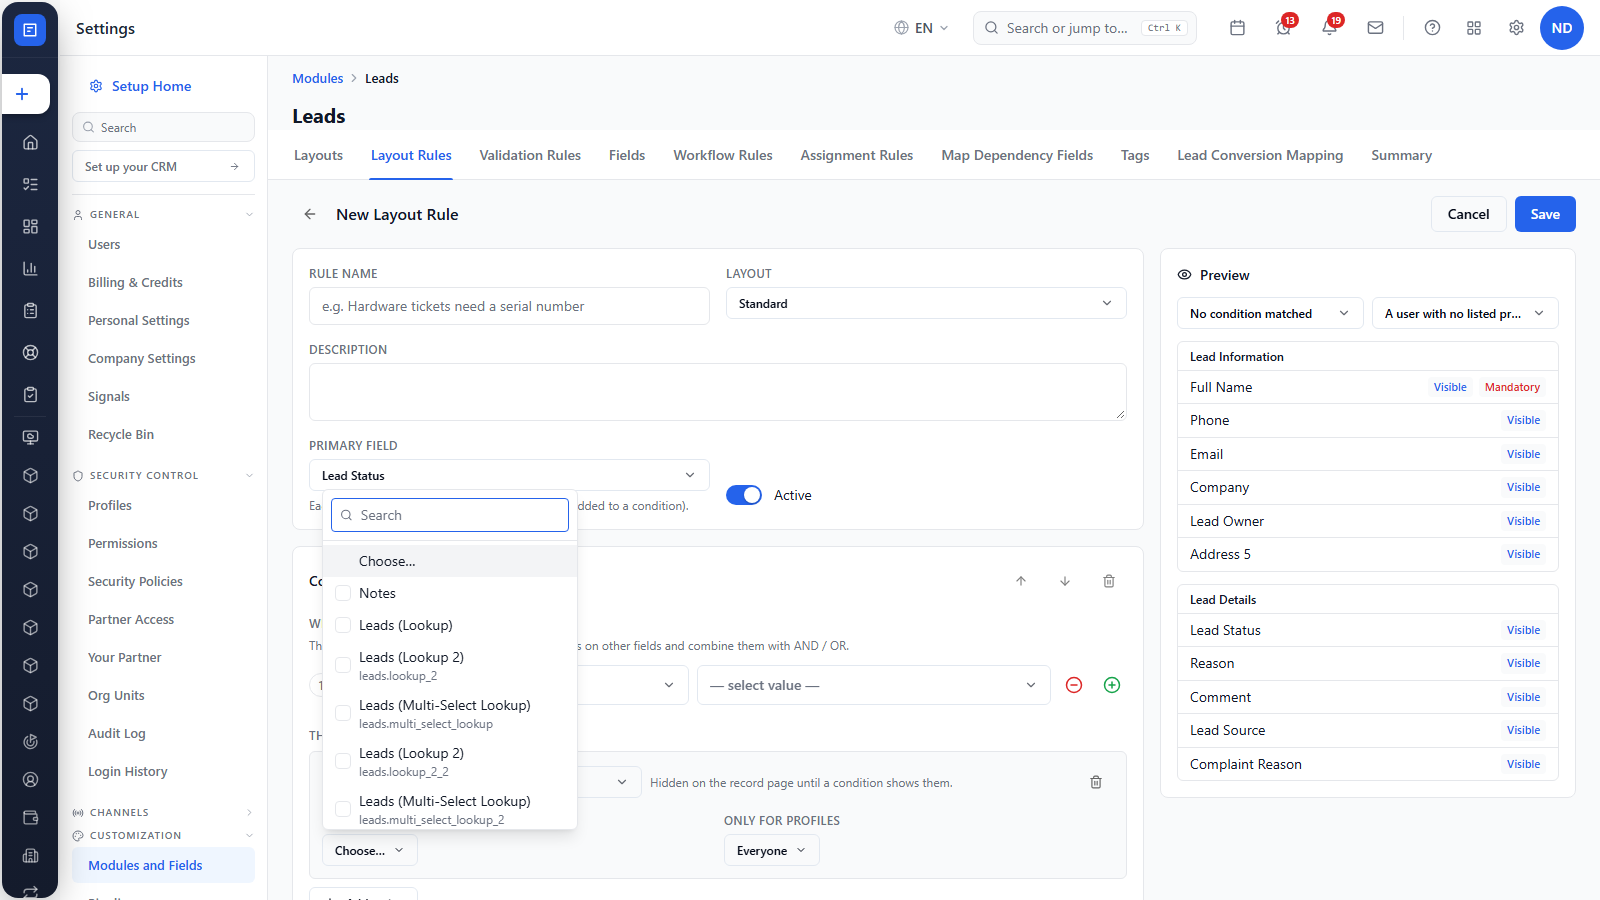 Settings
EN
Search or jump to...
Ctrl K
13
19
ND
Setup Home
Search
Set up your CRM
GENERAL
Users
Billing & Credits
Personal Settings
Company Settings
Signals
Recycle Bin
SECURITY CONTROL
Profiles
Permissions
Security Policies
Partner Access
Your Partner
Org Units
Audit Log
Login History
CHANNELS
CUSTOMIZATION
Modules and Fields
Modules > Leads
Leads
Layouts
Layout Rules
Validation Rules
Fields
Workflow Rules
Assignment Rules
Map Dependency Fields
Tags
Lead Conversion Mapping
Summary
New Layout Rule
Cancel
Save
RULE NAME
e.g. Hardware tickets need a serial number
LAYOUT
Standard
DESCRIPTION
PRIMARY FIELD
Lead Status
Active
dded to a condition).
Search
Choose...
Notes
Leads (Lookup)
Leads (Lookup 2)
leads.lookup_2
Leads (Multi-Select Lookup)
leads.multi_select_lookup
Leads (Lookup 2)
leads.lookup_2_2
Leads (Multi-Select Lookup)
leads.multi_select_lookup_2
s on other fields and combine them with AND / OR.
— select value —
Hidden on the record page until a condition shows them.
Choose...
ONLY FOR PROFILES
Everyone
Preview
No condition matched
A user with no listed pr...
Lead Information
Full Name Visible Mandatory
Phone Visible
Email Visible
Company Visible
Lead Owner Visible
Address 5 Visible
Lead Details
Lead Status Visible
Reason Visible
Comment Visible
Lead Source Visible
Complaint Reason Visible